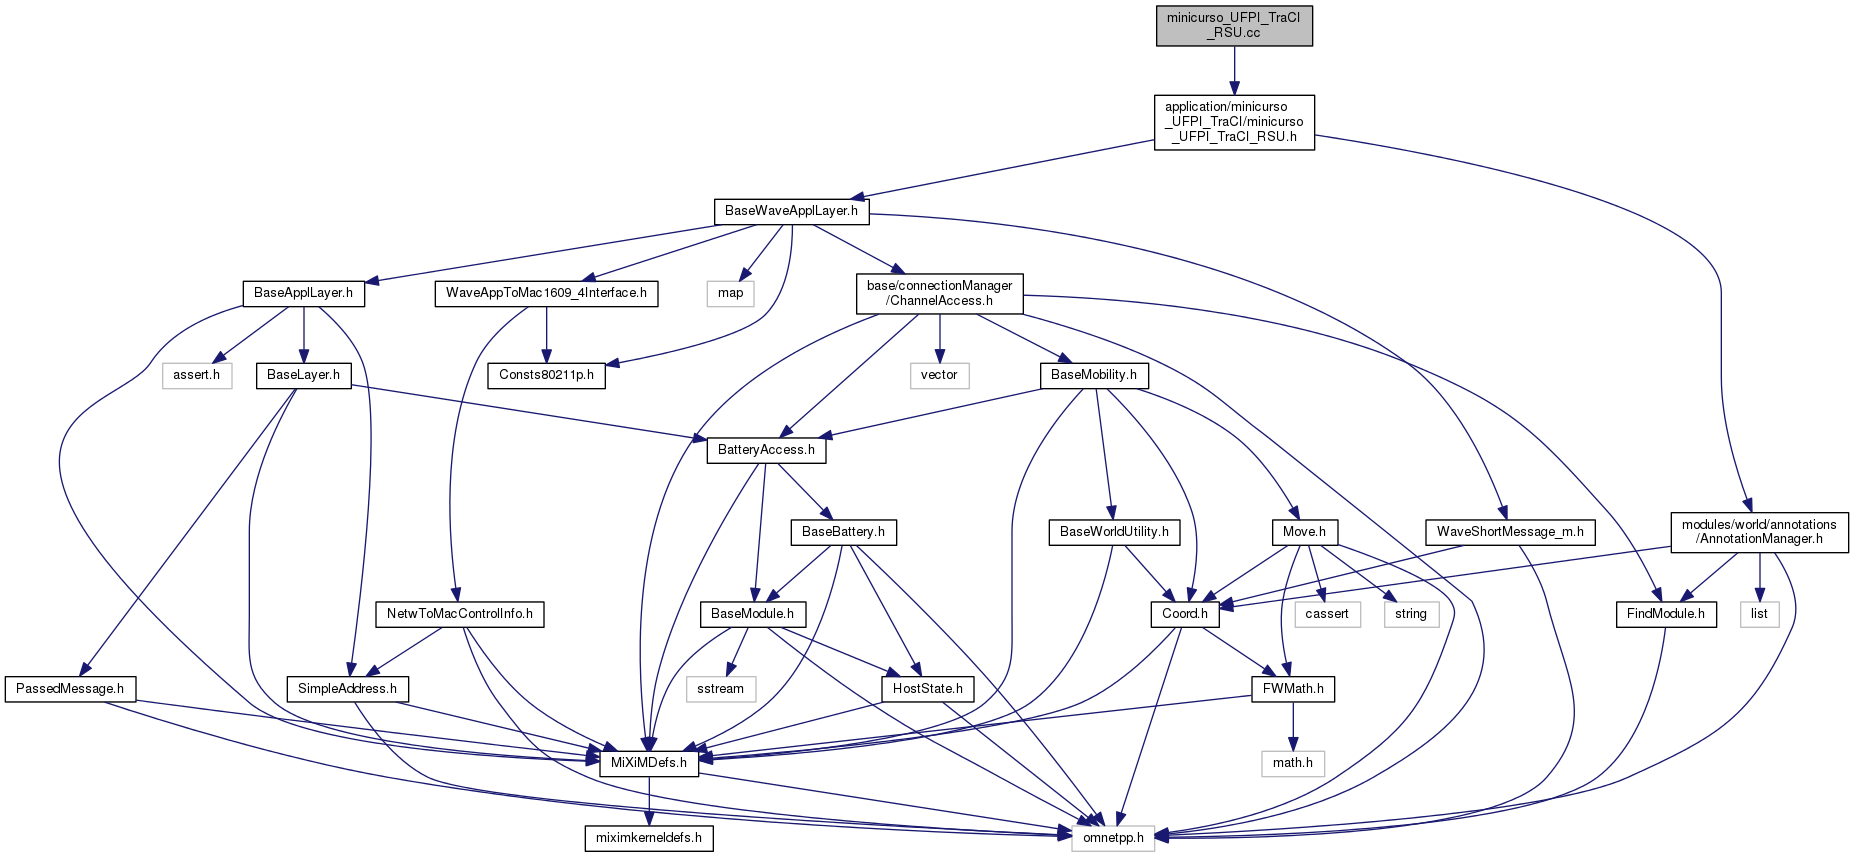 minicurso_UFPI_TraCI
_RSU.cc
application/minicurso
_UFPI_TraCI/minicurso
_UFPI_TraCI_RSU.h
BaseWaveApplLayer.h
BaseApplLayer.h
WaveAppToMac1609_4Interface.h
map
base/connectionManager
/ChannelAccess.h
assert.h
BaseLayer.h
Consts80211p.h
vector
BaseMobility.h
BatteryAccess.h
BaseBattery.h
BaseWorldUtility.h
Move.h
WaveShortMessage_m.h
modules/world/annotations
/AnnotationManager.h
NetwToMacControlInfo.h
BaseModule.h
Coord.h
cassert
string
FindModule.h
list
PassedMessage.h
SimpleAddress.h
sstream
HostState.h
FWMath.h
MiXiMDefs.h
math.h
miximkerneldefs.h
omnetpp.h